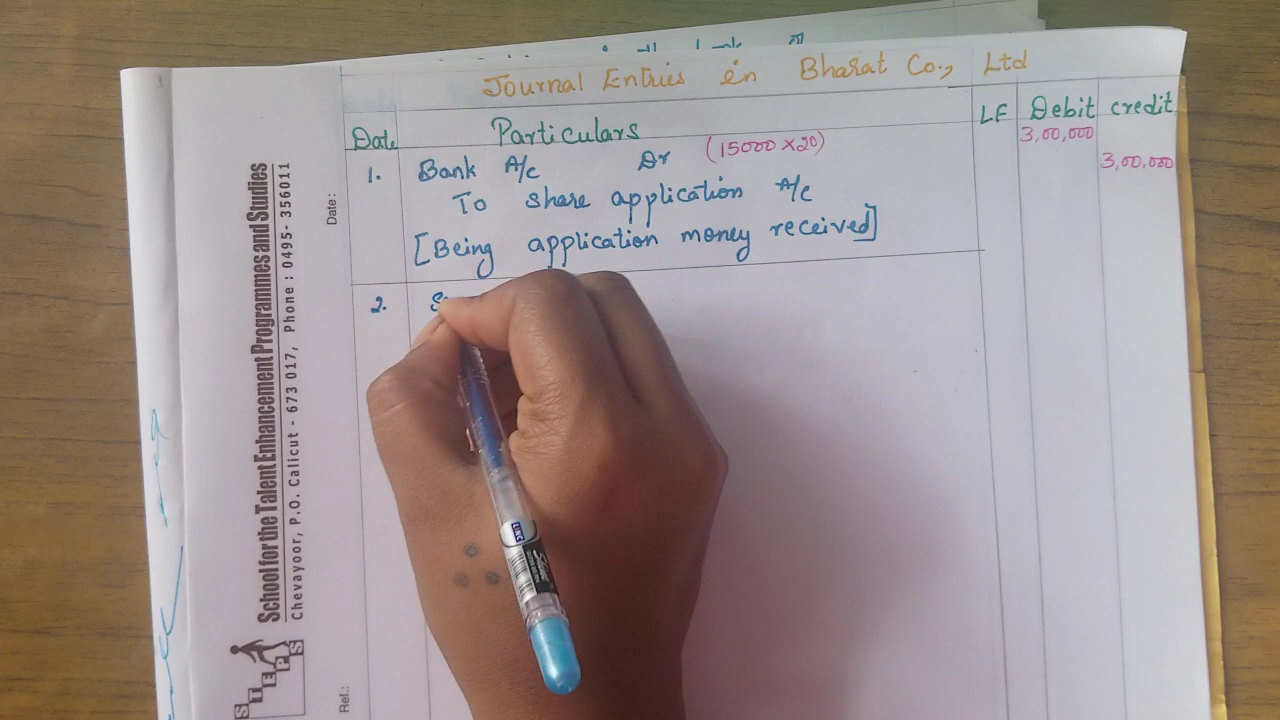 Journal Entries in Bharat Co., Ltd
Date Particulars LF Debit credit
1. Bank A/c Dr (15000 x 20) 3,00,000
To share application A/c 3,00,000
[Being application money received]
2.
School for the Talent Enhancement Programmes and Studies
Chevayoor, P.O. Calicut - 673 017, Phone : 0495- 356011
STEPS
Date :
Ref.:
LINC